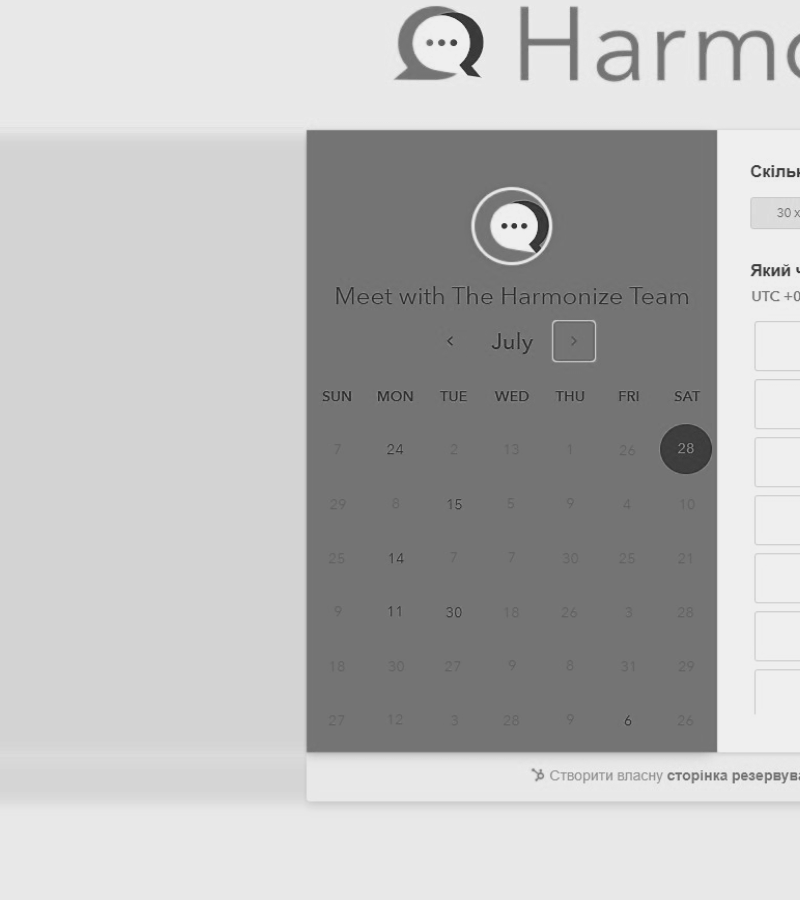 Harmo
Meet with The Harmonize Team
July
SUN MON TUE WED THU FRI SAT
7 24 2 13 1 26 28
29 8 15 5 9 4 10
25 14 7 7 30 25 21
9 11 30 18 26 3 28
18 30 27 9 8 31 29
27 12 3 28 9 6 26
Скільк
30 х
Який ч
UTC +0
Створити власну сторінка резервува